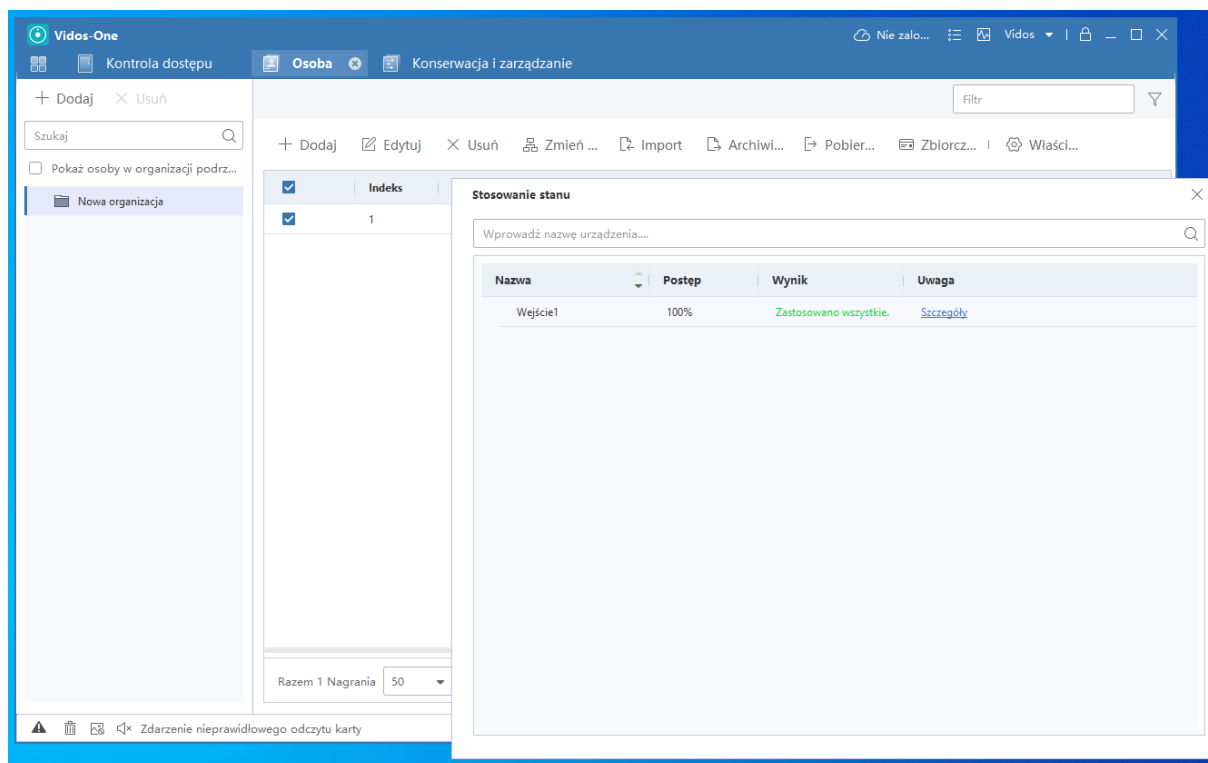 Vidos-One
Nie zalo...
Vidos
Kontrola dostępu
Osoba
Konserwacja i zarządzanie
Dodaj
Usuń
Filtr
Szukaj
Pokaż osoby w organizacji podrz...
Nowa organizacja
Dodaj
Edytuj
Usuń
Zmień ...
Import
Archiwi...
Pobier...
Zbiorcz...
Właści...
Indeks
1
Stosowanie stanu
Wprowadź nazwę urządzenia....
Nazwa
Postęp
Wynik
Uwaga
Wejście1
100%
Zastosowano wszystkie.
Szczegóły
Razem 1 Nagrania
50
Zdarzenie nieprawidłowego odczytu karty